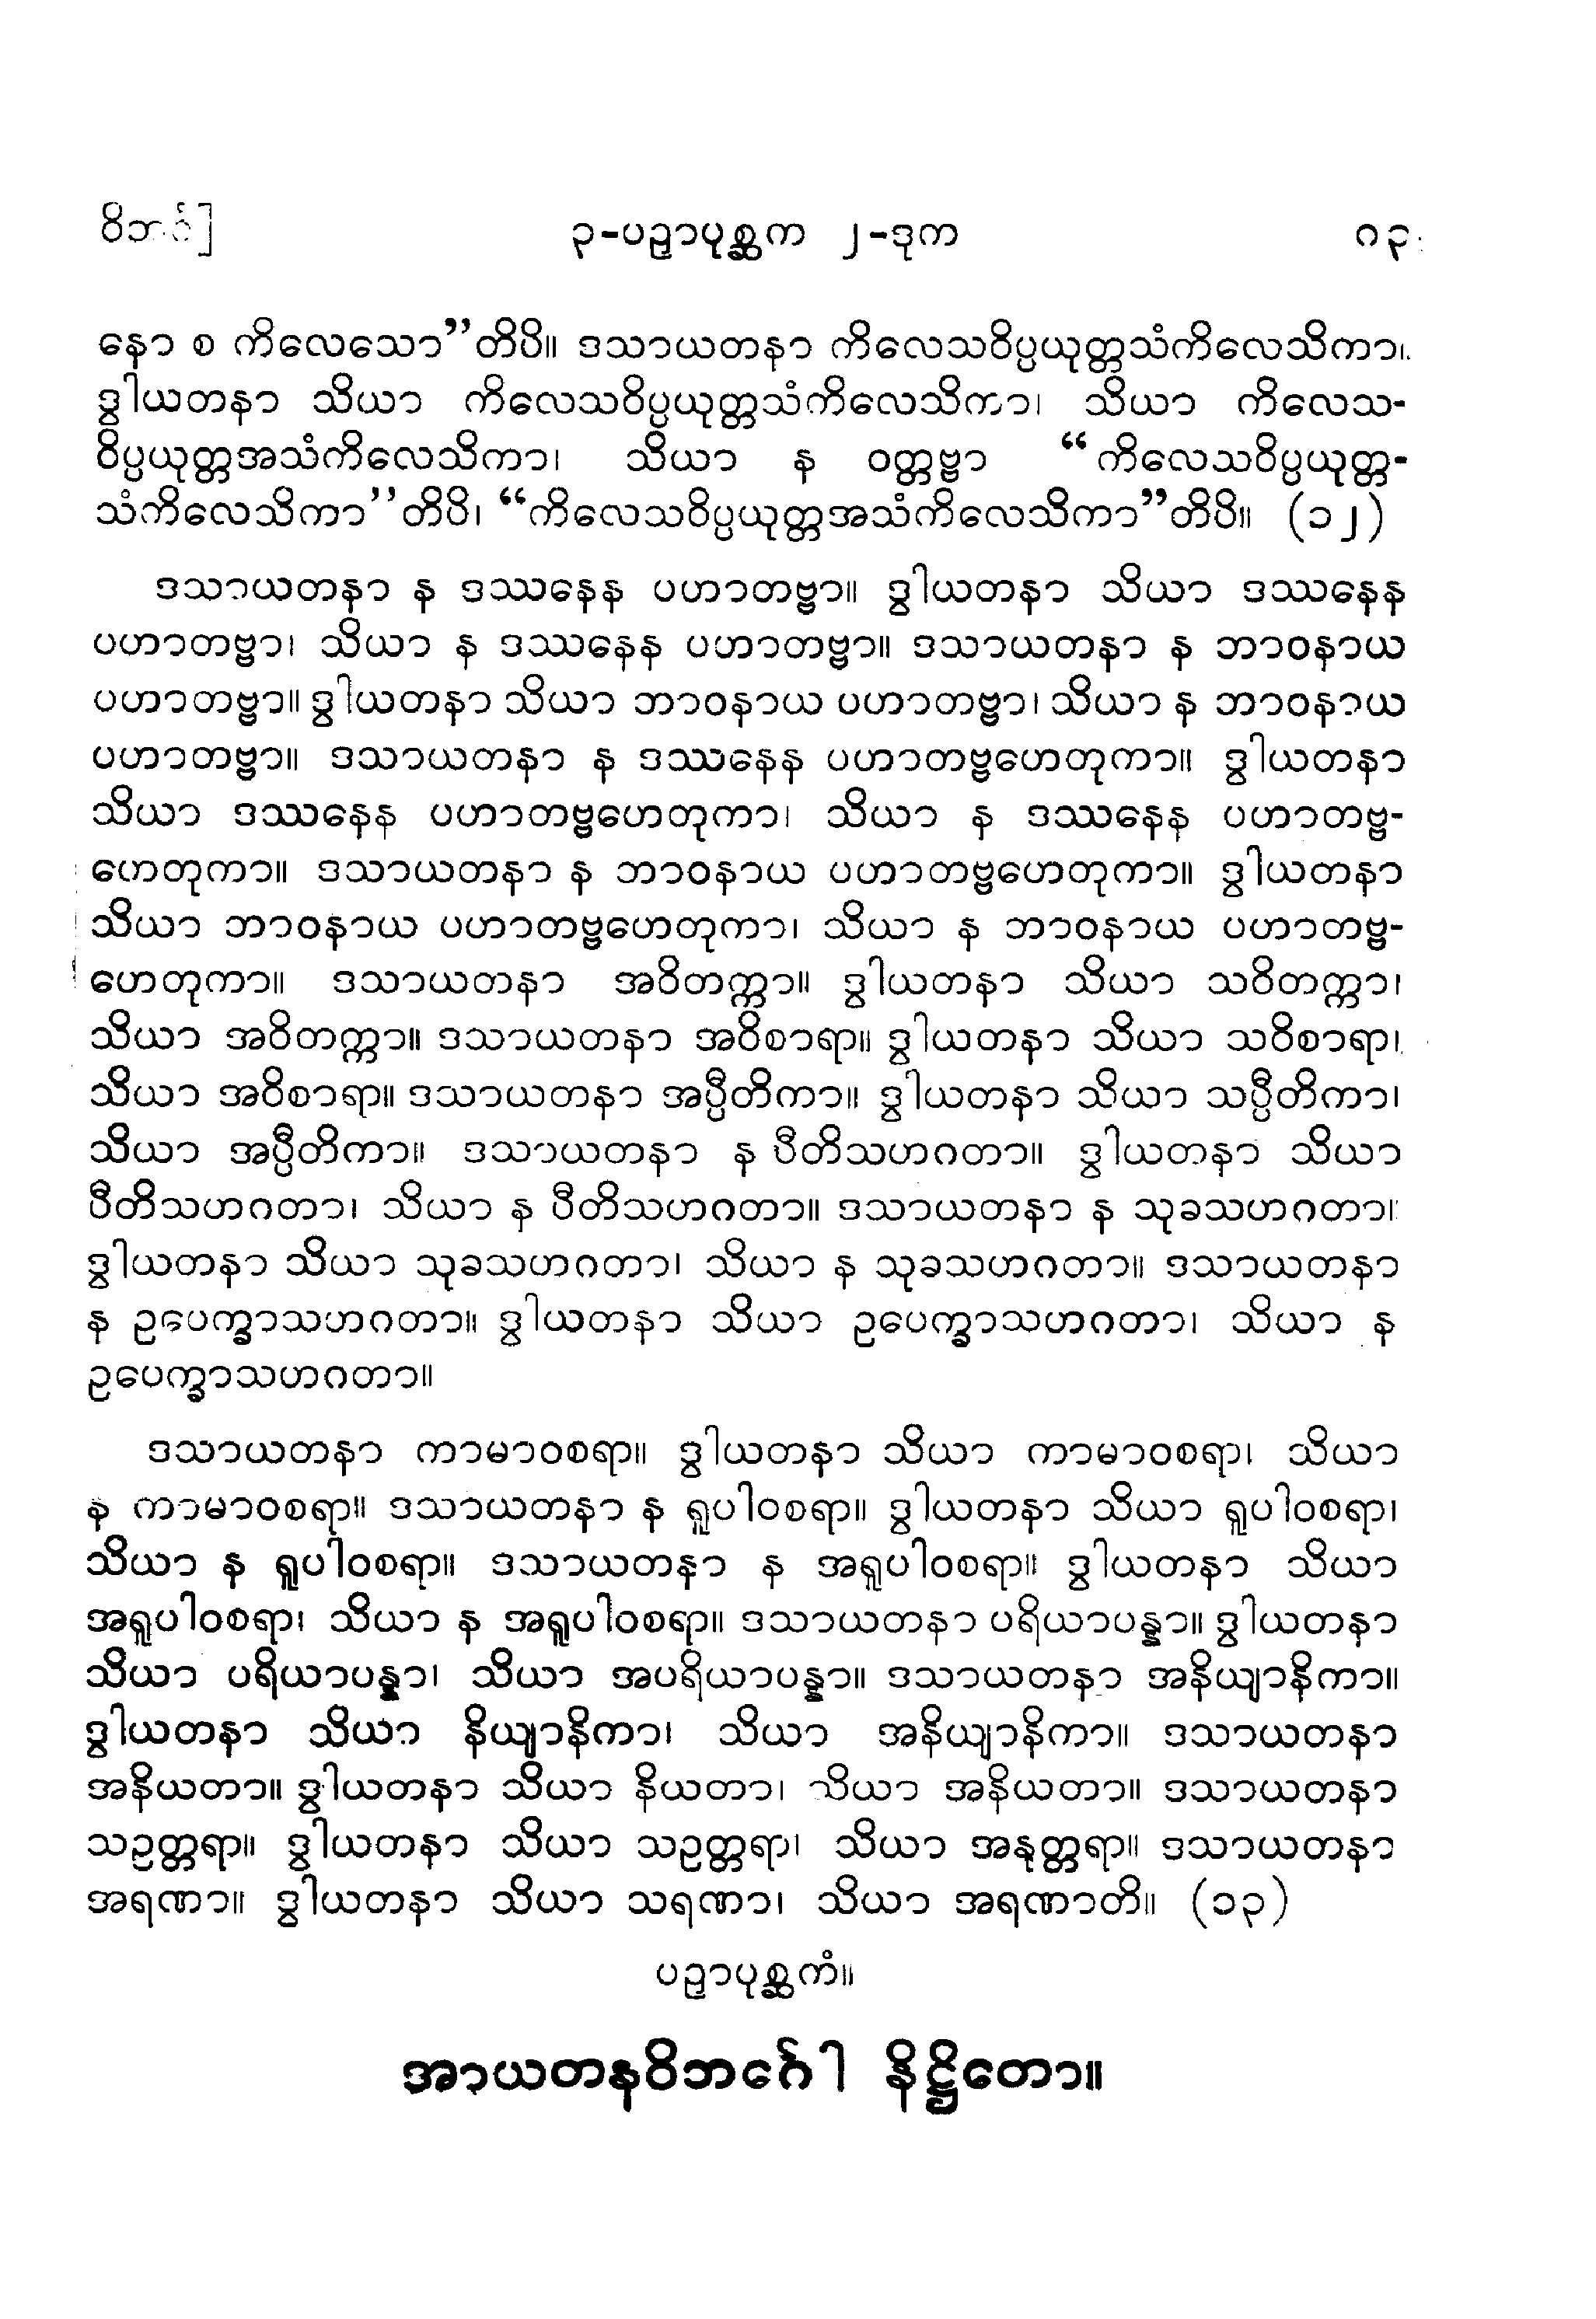 ဝိဘင်္ဂ] ၃-ပဉှာပုစ္ဆက ၂-ဒုက ၈၃
နော စ ကိလေသော”တိပိ။ ဒသာယတနာ ကိလေသဝိပ္ပယုတ္တသံကိလေသိကာ၊
ဒွါယတနာ သိယာ ကိလေသဝိပ္ပယုတ္တသံကိလေသိကာ၊ သိယာ ကိလေသ-
ဝိပ္ပယုတ္တအသံကိလေသိကာ၊ သိယာ န ဝတ္တဗ္ဗာ “ကိလေသဝိပ္ပယုတ္တ-
သံကိလေသိကာ”တိပိ၊ “ကိလေသဝိပ္ပယုတ္တအသံကိလေသိကာ”တိပိ။ (၁၂)
ဒသာယတနာ န ဒဿနေန ပဟာတဗ္ဗာ။ ဒွါယတနာ သိယာ ဒဿနေန
ပဟာတဗ္ဗာ၊ သိယာ န ဒဿနေန ပဟာတဗ္ဗာ။ ဒသာယတနာ န ဘာဝနာယ
ပဟာတဗ္ဗာ။ ဒွါယတနာ သိယာ ဘာဝနာယ ပဟာတဗ္ဗာ၊ သိယာ န ဘာဝနာယ
ပဟာတဗ္ဗာ။ ဒသာယတနာ န ဒဿနေန ပဟာတဗ္ဗဟေတုကာ။ ဒွါယတနာ
သိယာ ဒဿနေန ပဟာတဗ္ဗဟေတုကာ၊ သိယာ န ဒဿနေန ပဟာတဗ္ဗ-
ဟေတုကာ။ ဒသာယတနာ န ဘာဝနာယ ပဟာတဗ္ဗဟေတုကာ။ ဒွါယတနာ
သိယာ ဘာဝနာယ ပဟာတဗ္ဗဟေတုကာ၊ သိယာ န ဘာဝနာယ ပဟာတဗ္ဗ-
ဟေတုကာ။ ဒသာယတနာ အဝိတက္ကာ။ ဒွါယတနာ သိယာ သဝိတက္ကာ၊
သိယာ အဝိတက္ကာ။ ဒသာယတနာ အဝိစာရာ။ ဒွါယတနာ သိယာ သဝိစာရာ၊
သိယာ အဝိစာရာ။ ဒသာယတနာ အပ္ပီတိကာ။ ဒွါယတနာ သိယာ သပ္ပီတိကာ၊
သိယာ အပ္ပီတိကာ။ ဒသာယတနာ န ပီတိသဟဂတာ။ ဒွါယတနာ သိယာ
ပီတိသဟဂတာ၊ သိယာ န ပီတိသဟဂတာ။ ဒသာယတနာ န သုခသဟဂတာ။
ဒွါယတနာ သိယာ သုခသဟဂတာ၊ သိယာ န သုခသဟဂတာ။ ဒသာယတနာ
န ဥပေက္ခာသဟဂတာ။ ဒွါယတနာ သိယာ ဥပေက္ခာသဟဂတာ၊ သိယာ န
ဥပေက္ခာသဟဂတာ။
ဒသာယတနာ ကာမာဝစရာ။ ဒွါယတနာ သိယာ ကာမာဝစရာ၊ သိယာ
န ကာမာဝစရာ။ ဒသာယတနာ န ရူပါဝစရာ။ ဒွါယတနာ သိယာ ရူပါဝစရာ၊
သိယာ န ရူပါဝစရာ။ ဒသာယတနာ န အရူပါဝစရာ။ ဒွါယတနာ သိယာ
အရူပါဝစရာ၊ သိယာ န အရူပါဝစရာ။ ဒသာယတနာ ပရိယာပန္နာ။ ဒွါယတနာ
သိယာ ပရိယာပန္နာ၊ သိယာ အပရိယာပန္နာ။ ဒသာယတနာ အနိယျာနိကာ။
ဒွါယတနာ သိယာ နိယျာနိကာ၊ သိယာ အနိယျာနိကာ။ ဒသာယတနာ
အနိယတာ။ ဒွါယတနာ သိယာ နိယတာ၊ သိယာ အနိယတာ။ ဒသာယတနာ
သဥတ္တရာ။ ဒွါယတနာ သိယာ သဥတ္တရာ၊ သိယာ အနုတ္တရာ။ ဒသာယတနာ
အရဏာ။ ဒွါယတနာ သိယာ သရဏာ၊ သိယာ အရဏာတိ။ (၁၃)
ပဉှာပုစ္ဆကံ။
အာယတနဝိဘင်္ဂေါ နိဋ္ဌိတော။